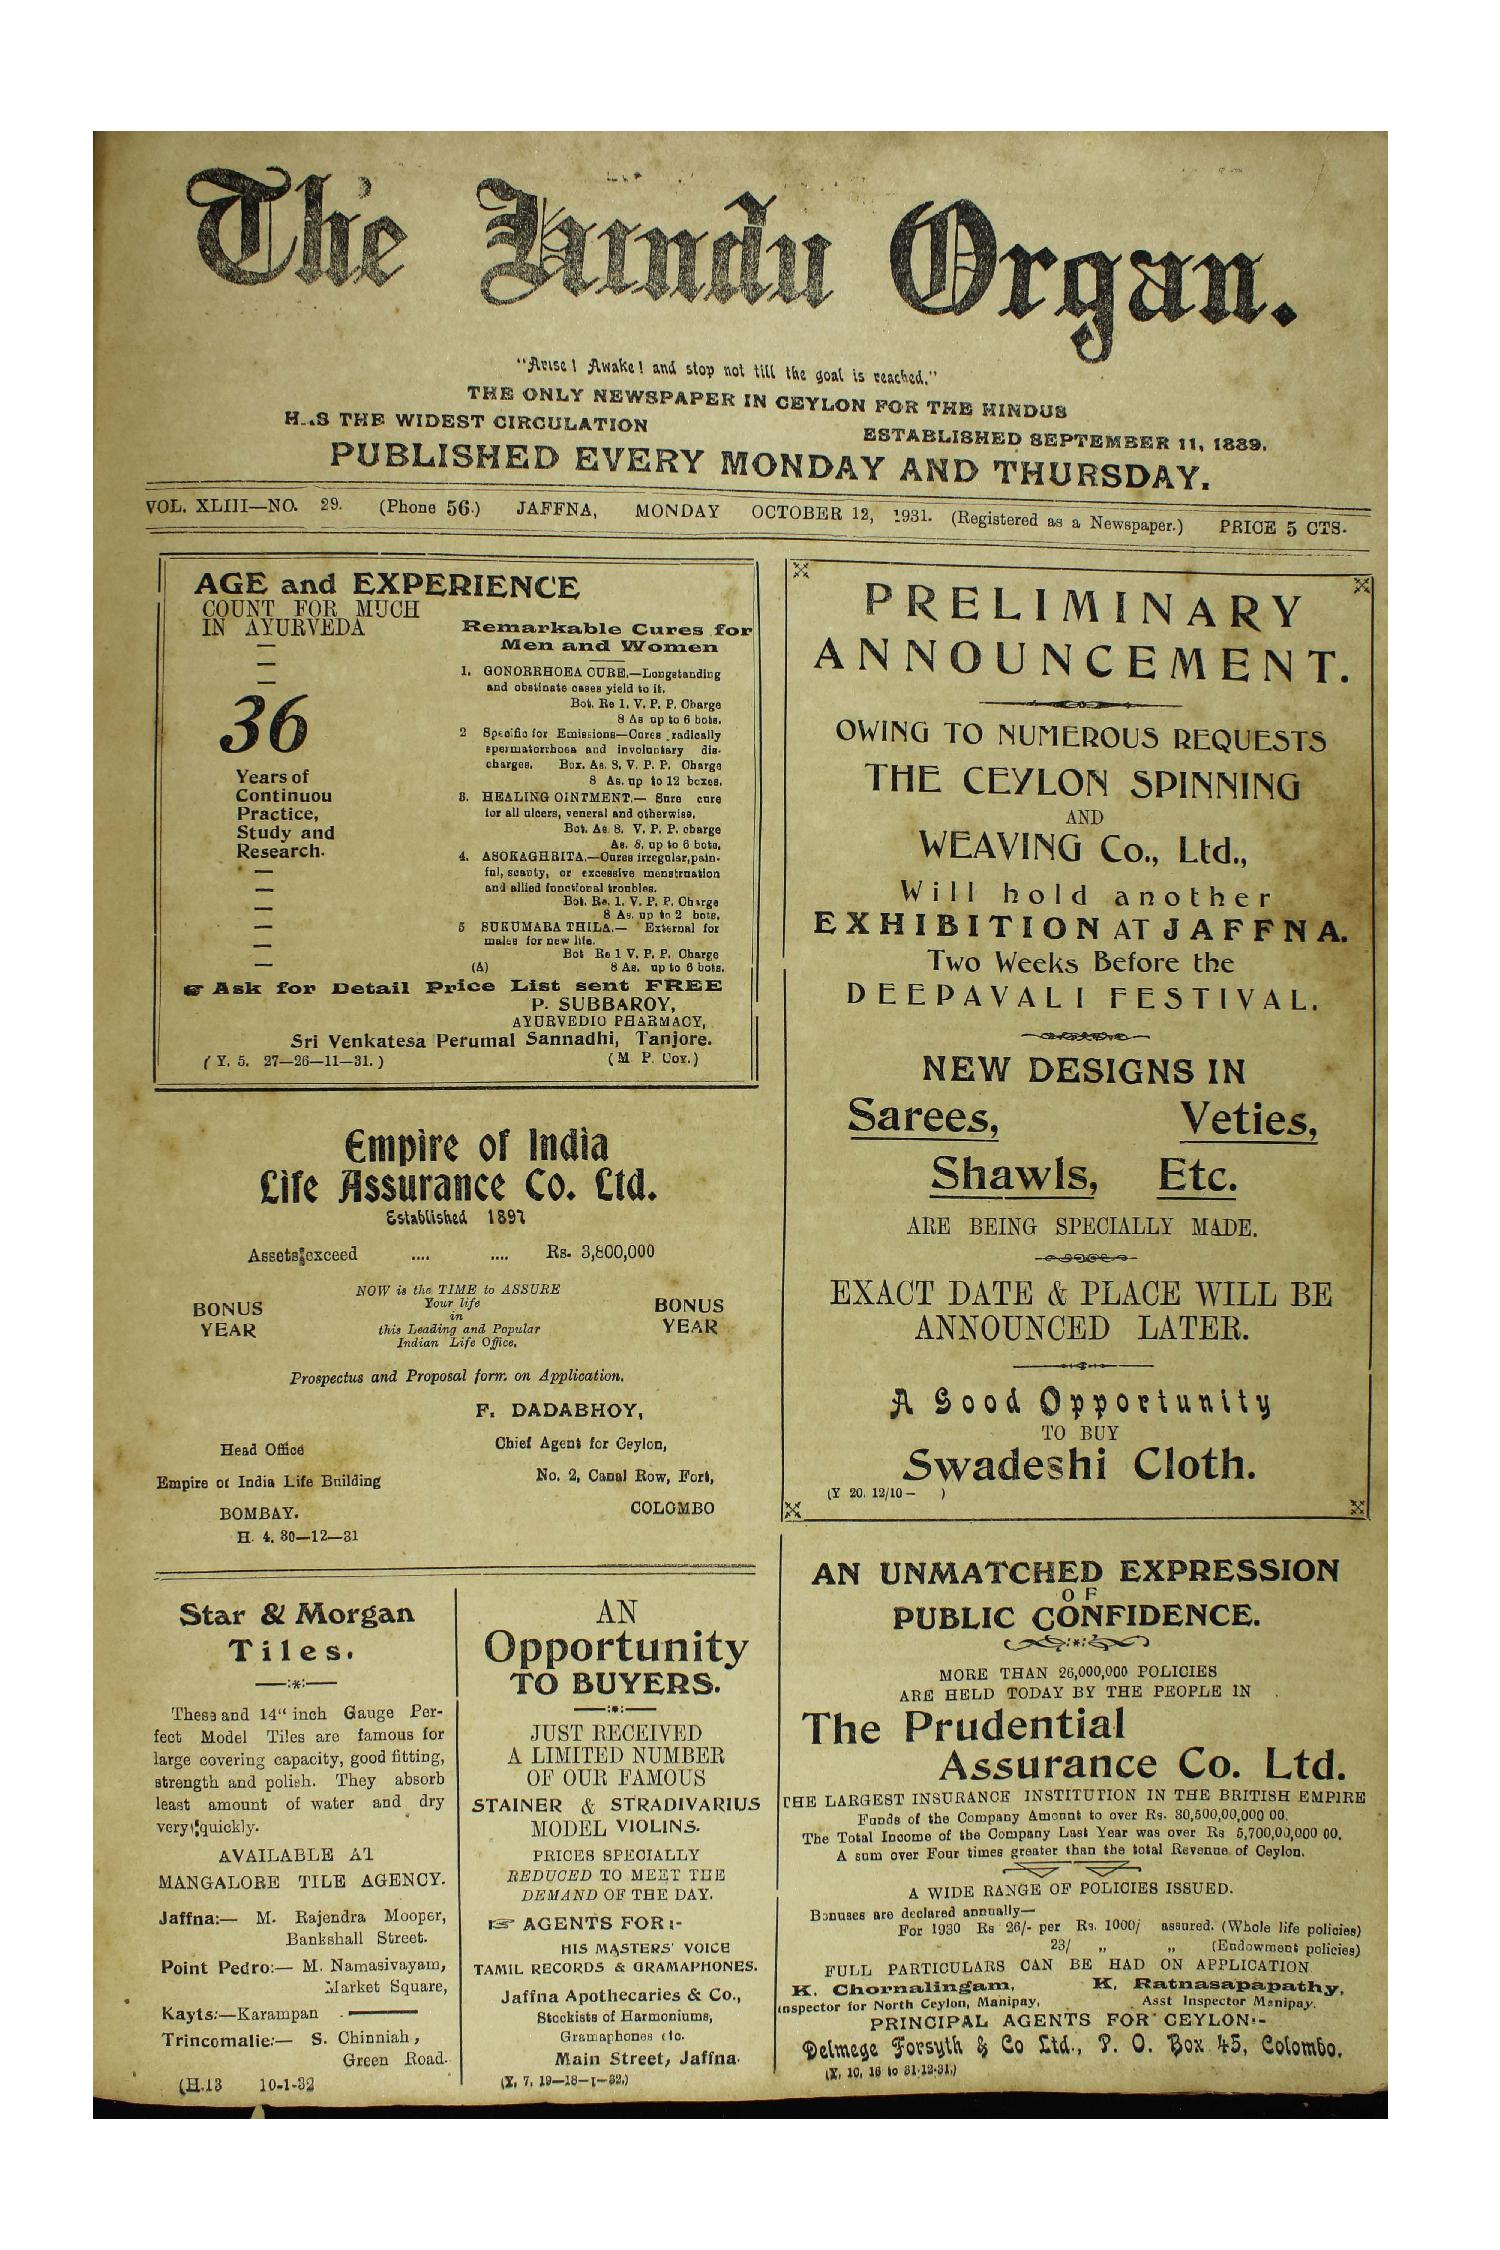 The Hindu Organ.
"Arise! Awake! and stop not till the goal is reached."
THE ONLY NEWSPAPER IN CEYLON FOR THE HINDUS
H..S THE WIDEST CIRCULATION
ESTABLISHED SEPTEMBER 11, 1889.
PUBLISHED EVERY MONDAY AND THURSDAY.
VOL. XLIII—NO. 29. (Phone 56.) JAFFNA, MONDAY OCTOBER 12, 1931. (Registered as a Newspaper.) PRICE 5 CTS.
AGE and EXPERIENCE
COUNT FOR MUCH
IN AYURVEDA
36
Years of
Continuou
Practice,
Study and
Research.
Remarkable Cures for
Men and Women
1. GONORRHOEA CURE.—Longstanding
and obstinate cases yield to it.
Bot. Re 1. V. P. P. Charge
8 As up to 6 bots.
2 Specific for Emissions—Cures radically
spermatorrhoea and involuntary dis-
charges. Box. As. 8. V. P. P. Charge
8 As. up to 12 boxes.
3. HEALING OINTMENT.— Sure cure
for all ulcers, veneral and otherwise.
Bot. As 8. V. P. P. charge
As. 8. up to 6 bots.
4. ASOKAGHRITA.—Cures irregular, pain-
ful, scanty, or excessive menstruation
and allied functional troubles.
Bot. Re. 1. V. P. P. Charge
8 As. up to 2 bots.
5 SUKUMARA THILA.— External for
males for new life.
Bot Re 1 V. P. P. Charge
(A) 8 As. up to 6 bots.
☛ Ask for Detail Price List sent FREE
P. SUBBAROY,
AYURVEDIC PHARMACY,
Sri Venkatesa Perumal Sannadhi, Tanjore.
( Y. 5. 27—26—11—31. ) ( M. P. Coy.)
Empire of India
Life Assurance Co. Ltd.
Established 1897
Assets exceed .... .... Rs. 3,800,000
BONUS
YEAR
NOW is the TIME to ASSURE
Your life
in
this Leading and Popular
Indian Life Office.
BONUS
YEAR
Prospectus and Proposal form on Application.
F. DADABHOY,
Chief Agent for Ceylon,
No. 2, Canal Row, Fort,
COLOMBO
Head Office
Empire of India Life Building
BOMBAY.
H. 4. 30—12—31
Star & Morgan
Tiles.
—:*:—
These and 14" inch Gauge Per-
fect Model Tiles are famous for
large covering capacity, good fitting,
strength and polish. They absorb
least amount of water and dry
very quickly.
AVAILABLE AT
MANGALORE TILE AGENCY.
Jaffna:— M. Rajendra Mooper,
Bankshall Street.
Point Pedro:— M. Namasivayam,
Market Square,
Kayts:—Karampan
Trincomalie:— S. Chinniah,
Green Road.
(H.13 10-1-32
AN
Opportunity
TO BUYERS.
—:*:—
JUST RECEIVED
A LIMITED NUMBER
OF OUR FAMOUS
STAINER & STRADIVARIUS
MODEL VIOLINS.
PRICES SPECIALLY
REDUCED TO MEET THE
DEMAND OF THE DAY.
☞ AGENTS FOR:-
HIS MASTERS' VOICE
TAMIL RECORDS & GRAMAPHONES.
Jaffna Apothecaries & Co.,
Stockists of Harmoniums,
Gramaphones etc.
Main Street, Jaffna.
(Y. 7, 19—18—1—32.)
PRELIMINARY
ANNOUNCEMENT.
OWING TO NUMEROUS REQUESTS
THE CEYLON SPINNING
AND
WEAVING Co., Ltd.,
Will hold another
EXHIBITION AT JAFFNA.
Two Weeks Before the
DEEPAVALI FESTIVAL.
NEW DESIGNS IN
Sarees, Veties,
Shawls, Etc.
ARE BEING SPECIALLY MADE.
EXACT DATE & PLACE WILL BE
ANNOUNCED LATER.
A Good Opportunity
TO BUY
Swadeshi Cloth.
(Y 20. 12/10— )
AN UNMATCHED EXPRESSION
OF
PUBLIC CONFIDENCE.
MORE THAN 26,000,000 POLICIES
ARE HELD TODAY BY THE PEOPLE IN
The Prudential
Assurance Co. Ltd.
THE LARGEST INSURANCE INSTITUTION IN THE BRITISH EMPIRE
Funds of the Company Amount to over Rs. 30,500,00,000 00.
The Total Income of the Company Last Year was over Rs 5,700,00,000 00.
A sum over Four times greater than the total Revenue of Ceylon.
A WIDE RANGE OF POLICIES ISSUED.
Bonuses are declared annually—
For 1930 Rs 26/- per Rs. 1000/ assured. (Whole life policies)
23/ „ „ (Endowment policies)
FULL PARTICULARS CAN BE HAD ON APPLICATION
K. Chornalingam, K. Ratnasapapathy,
Inspector for North Ceylon, Manipay, Asst Inspector Manipay.
PRINCIPAL AGENTS FOR CEYLON:-
Delmege Forsyth & Co Ltd., P. O. Box 45, Colombo.
(Y. 10, 16 to 31-12-31.)